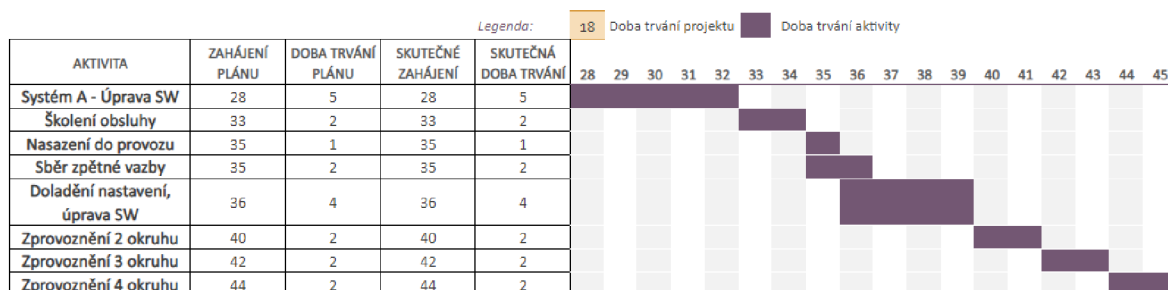 Legenda: 18 Doba trvání projektu Doba trvání aktivity
AKTIVITA ZAHÁJENÍ PLÁNU DOBA TRVÁNÍ PLÁNU SKUTEČNÉ ZAHÁJENÍ SKUTEČNÁ DOBA TRVÁNÍ 28 29 30 31 32 33 34 35 36 37 38 39 40 41 42 43 44 45
Systém A - Úprava SW 28 5 28 5
Školení obsluhy 33 2 33 2
Nasazení do provozu 35 1 35 1
Sběr zpětné vazby 35 2 35 2
Doladění nastavení,
úprava SW 36 4 36 4
Zprovoznění 2 okruhu 40 2 40 2
Zprovoznění 3 okruhu 42 2 42 2
Zprovoznění 4 okruhu 44 2 44 2